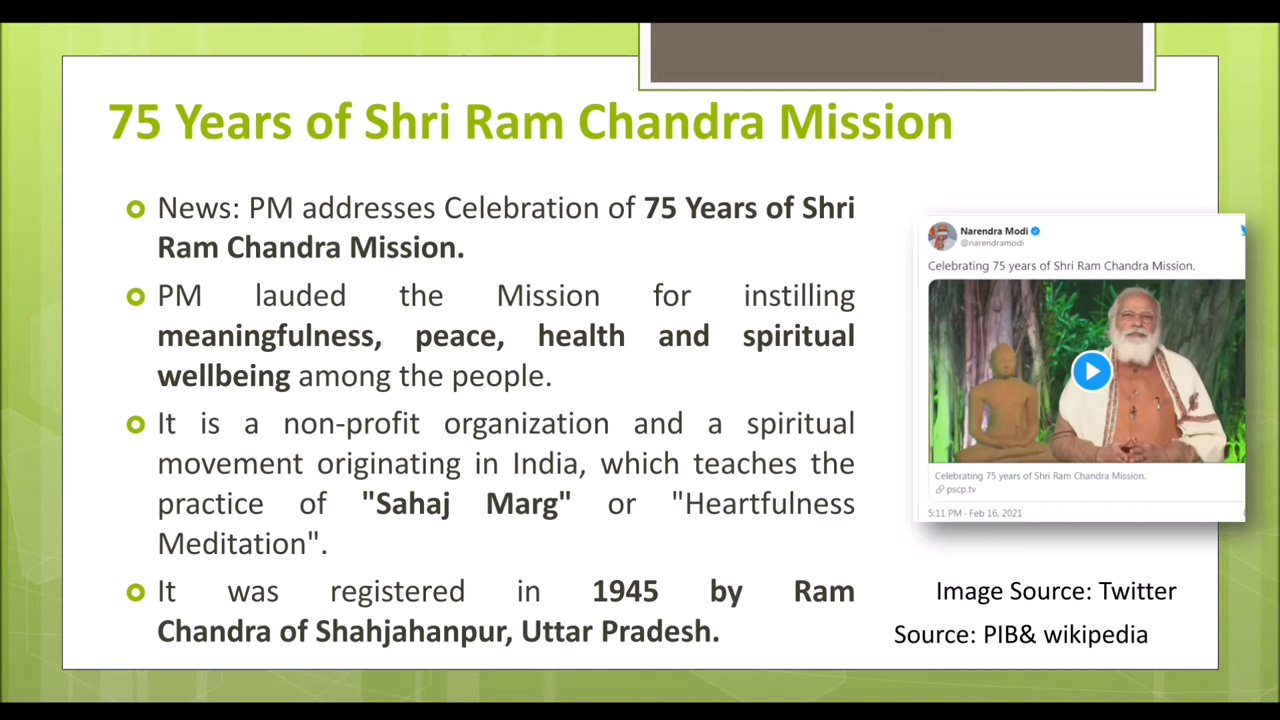 75 Years of Shri Ram Chandra Mission
News: PM addresses Celebration of 75 Years of Shri
Ram Chandra Mission.
PM lauded the Mission for instilling
meaningfulness, peace, health and spiritual
wellbeing among the people.
It is a non-profit organization and a spiritual
movement originating in India, which teaches the
practice of "Sahaj Marg" or "Heartfulness
Meditation".
It was registered in 1945 by Ram
Chandra of Shahjahanpur, Uttar Pradesh.
Narendra Modi
@narendramodi
Celebrating 75 years of Shri Ram Chandra Mission.
Celebrating 75 years of Shri Ram Chandra Mission.
pscp.tv
5:11 PM - Feb 16, 2021
Image Source: Twitter
Source: PIB& wikipedia